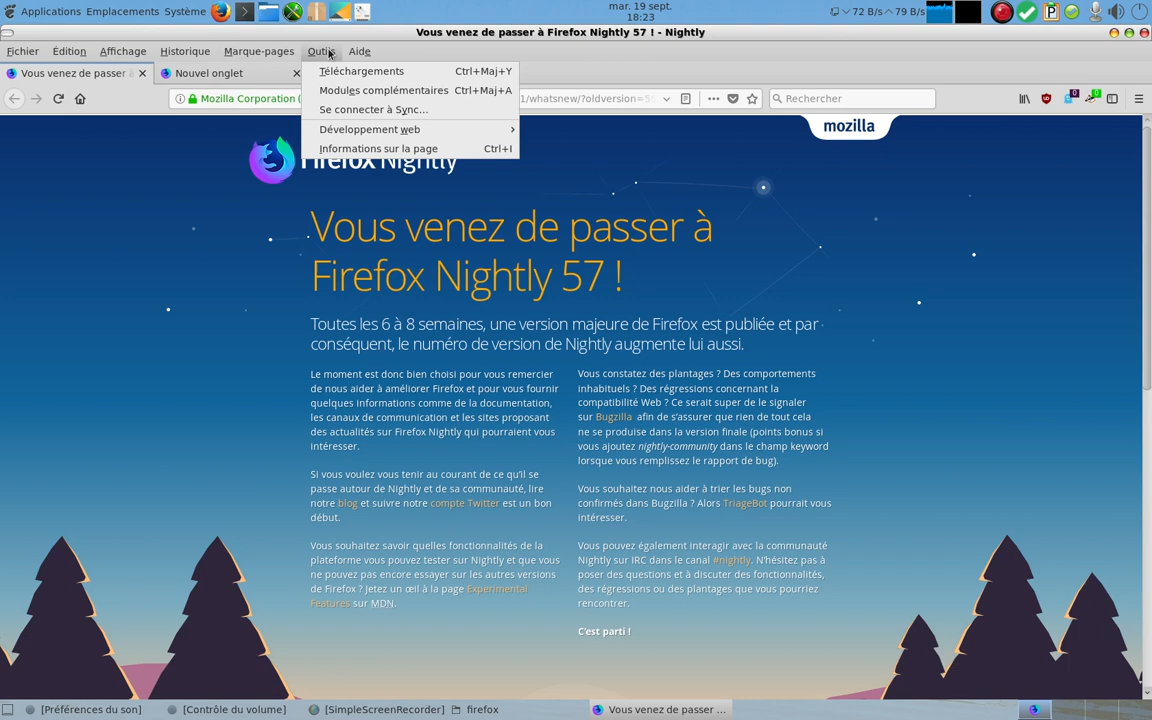 Applications Emplacements Système
mar. 19 sept.
18:23
72 B/s 79 B/s
Vous venez de passer à Firefox Nightly 57 ! - Nightly
Fichier Édition Affichage Historique Marque-pages Outils Aide
Vous venez de passer à
Nouvel onglet
Mozilla Corporation (
1/whatsnew/?oldversion=55
Rechercher
0
0
Téléchargements Ctrl+Maj+Y
Modules complémentaires Ctrl+Maj+A
Se connecter à Sync...
Développement web
Informations sur la page Ctrl+I
mozilla
Firefox Nightly
Vous venez de passer à
Firefox Nightly 57 !
Toutes les 6 à 8 semaines, une version majeure de Firefox est publiée et par
conséquent, le numéro de version de Nightly augmente lui aussi.
Le moment est donc bien choisi pour vous remercier
de nous aider à améliorer Firefox et pour vous fournir
quelques informations comme de la documentation,
les canaux de communication et les sites proposant
des actualités sur Firefox Nightly qui pourraient vous
intéresser.
Si vous voulez vous tenir au courant de ce qu'il se
passe autour de Nightly et de sa communauté, lire
notre blog et suivre notre compte Twitter est un bon
début.
Vous souhaitez savoir quelles fonctionnalités de la
plateforme vous pouvez tester sur Nightly et que vous
ne pouvez pas encore essayer sur les autres versions
de Firefox ? Jetez un œil à la page Experimental
Features sur MDN.
Vous constatez des plantages ? Des comportements
inhabituels ? Des régressions concernant la
compatibilité Web ? Ce serait super de le signaler
sur Bugzilla afin de s'assurer que rien de tout cela
ne se produise dans la version finale (points bonus si
vous ajoutez nightly-community dans le champ keyword
lorsque vous remplissez le rapport de bug).
Vous souhaitez nous aider à trier les bugs non
confirmés dans Bugzilla ? Alors TriageBot pourrait vous
intéresser.
Vous pouvez également interagir avec la communauté
Nightly sur IRC dans le canal #nightly. N'hésitez pas à
poser des questions et à discuter des fonctionnalités,
des régressions ou des plantages que vous pourriez
rencontrer.
C'est parti !
[Préférences du son] [Contrôle du volume] [SimpleScreenRecorder] firefox Vous venez de passer ...